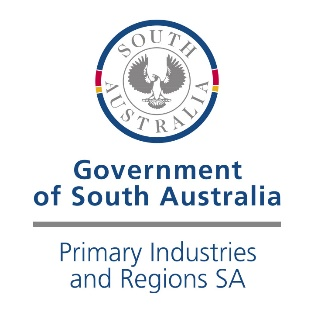 SOUTH
AUSTRALIA
Government
of South Australia
Primary Industries
and Regions SA